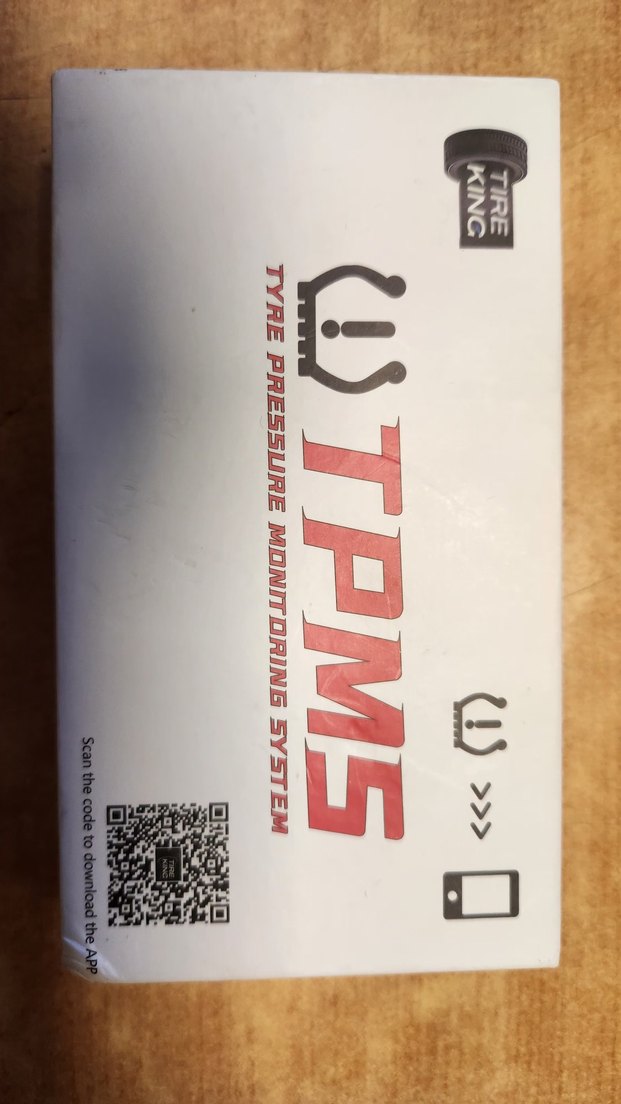 TIRE
KING
TPMS
TYRE PRESSURE MONITORING SYSTEM
TIRE
KING
Scan the code to download the APP